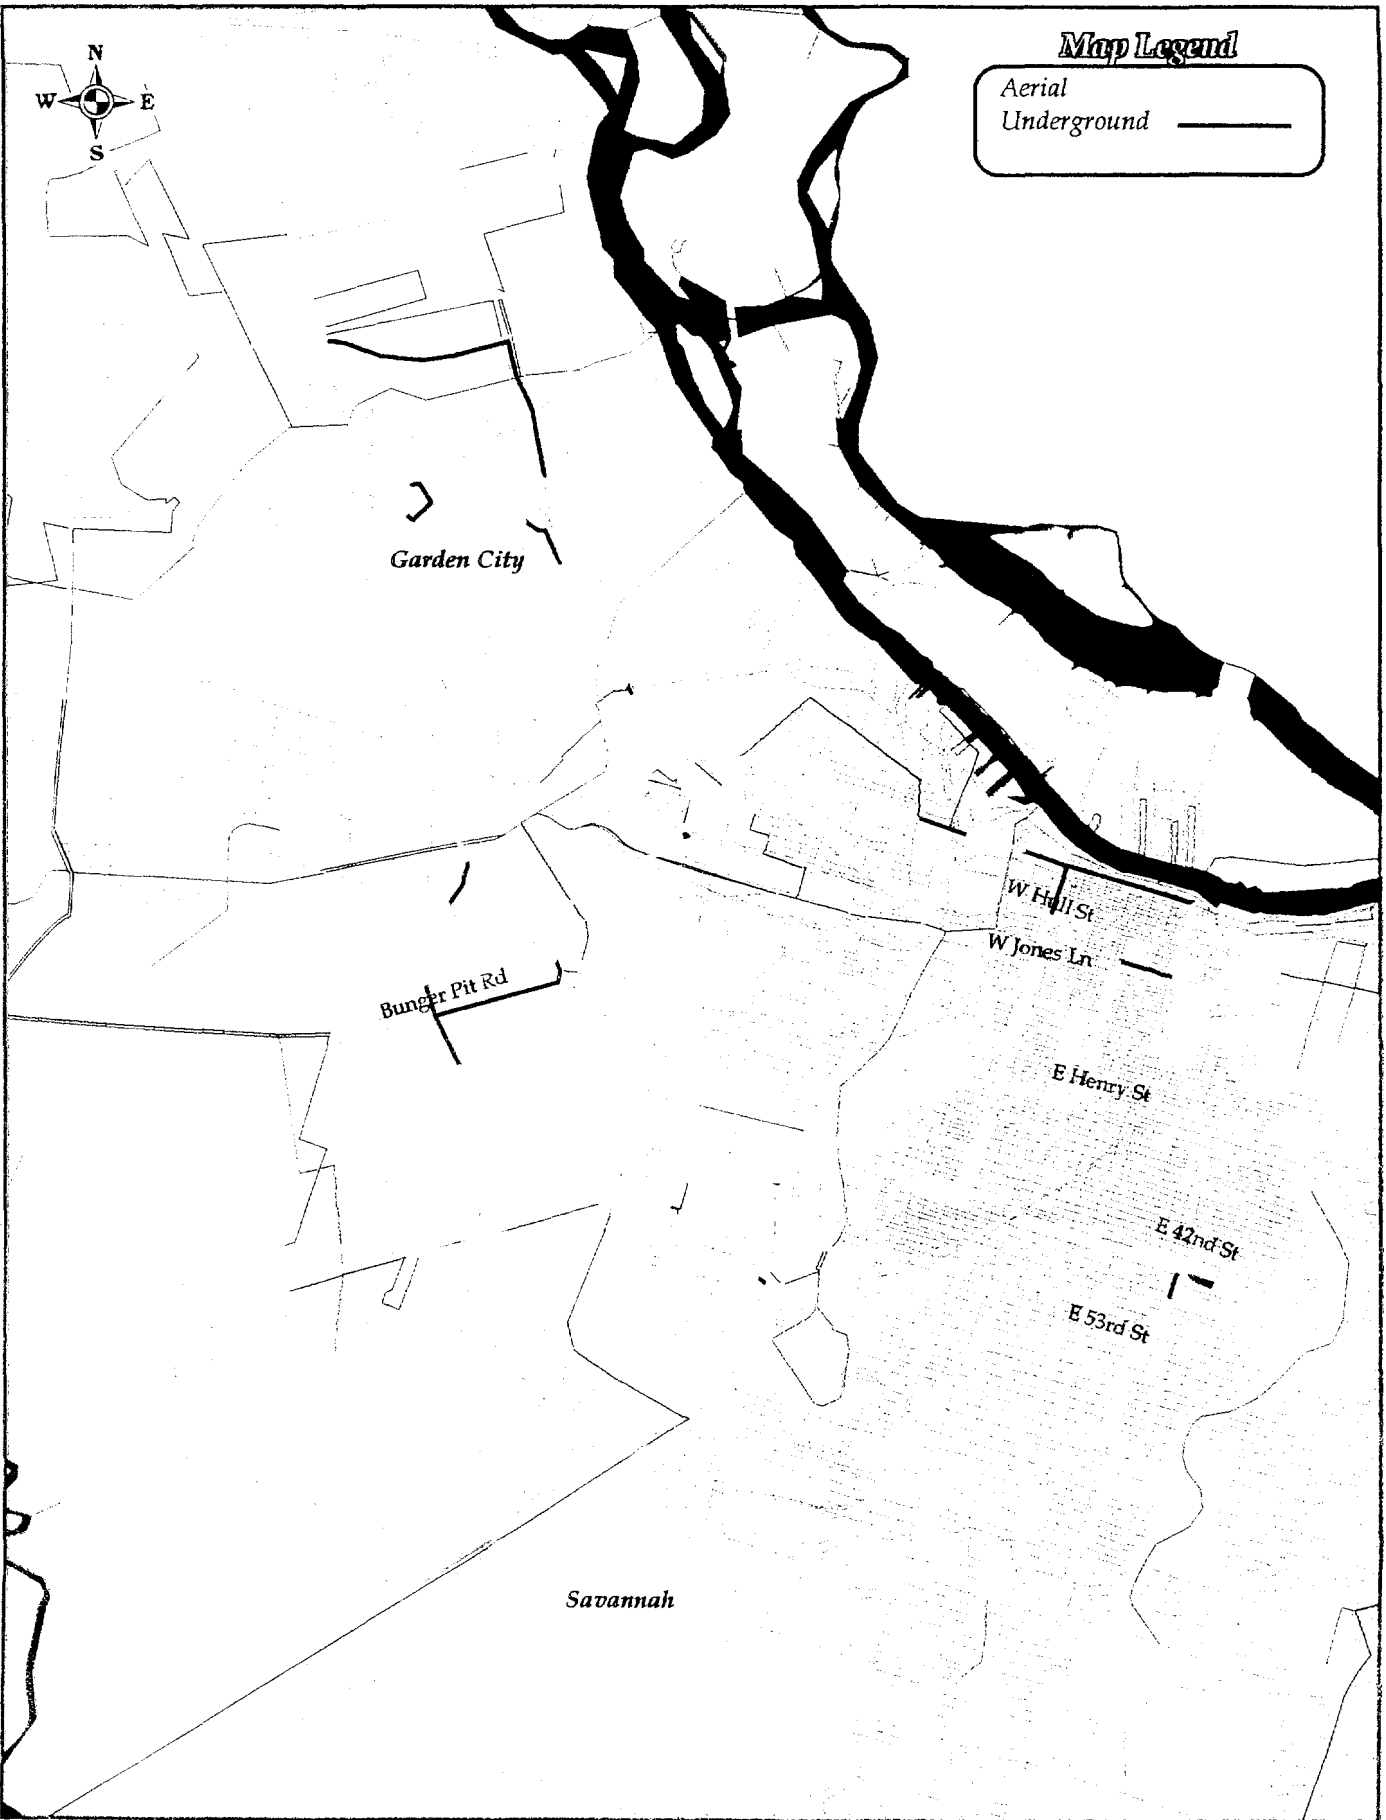 Map Legend
N
W E
S
Aerial
Underground
Garden City
W Hull St
W Jones Ln
Bunger Pit Rd
E Henry St
E 42nd St
E 53rd St
Savannah